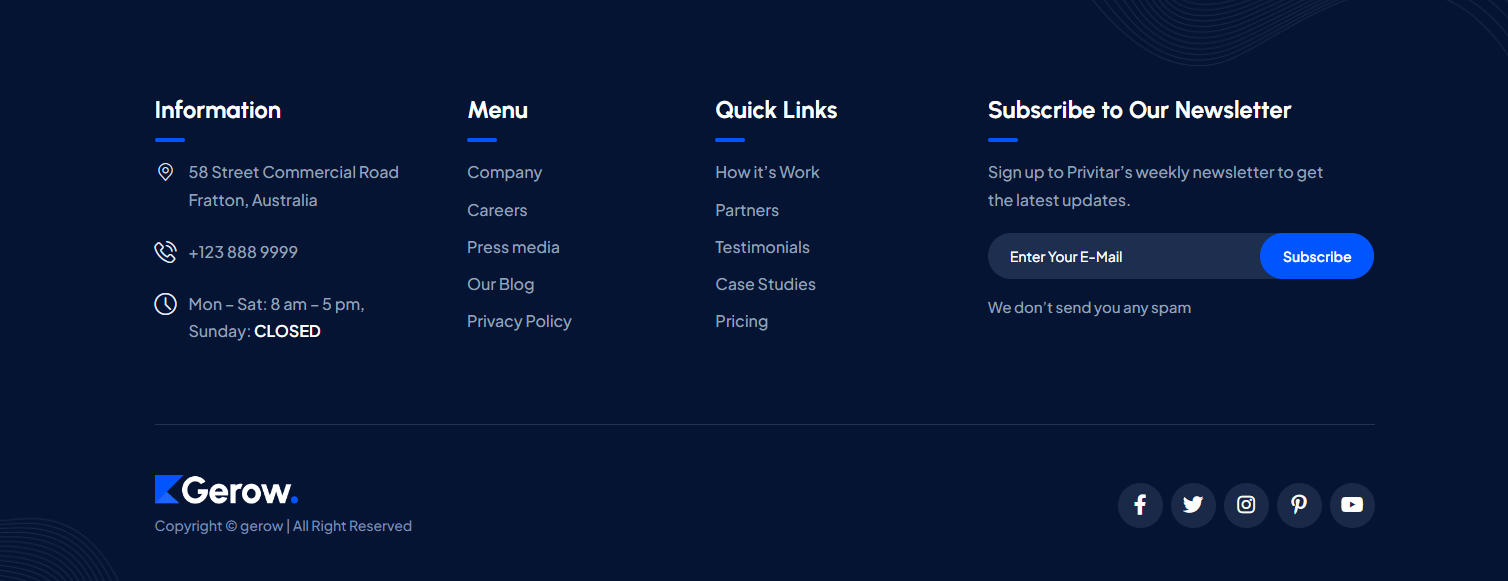 Information
58 Street Commercial Road
Fratton, Australia
+123 888 9999
Mon – Sat: 8 am – 5 pm,
Sunday: CLOSED
Menu
Company
Careers
Press media
Our Blog
Privacy Policy
Quick Links
How it’s Work
Partners
Testimonials
Case Studies
Pricing
Subscribe to Our Newsletter
Sign up to Privitar’s weekly newsletter to get
the latest updates.
Enter Your E-Mail
Subscribe
We don’t send you any spam
Gerow.
Copyright © gerow | All Right Reserved